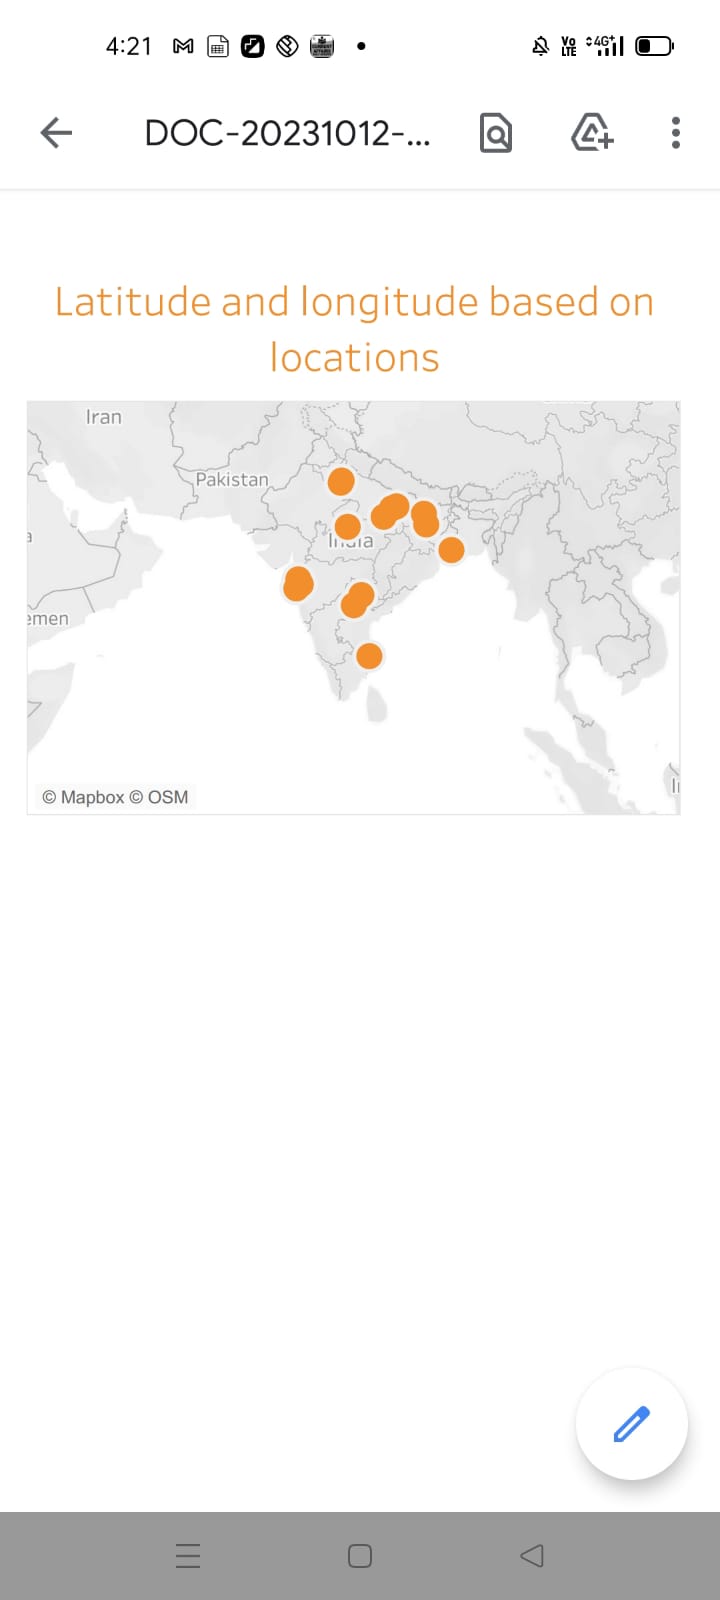 4:21
Vo
LTE
4G+
DOC-20231012-...
Latitude and longitude based on
locations
Iran
Pakistan
India
emen
© Mapbox © OSM